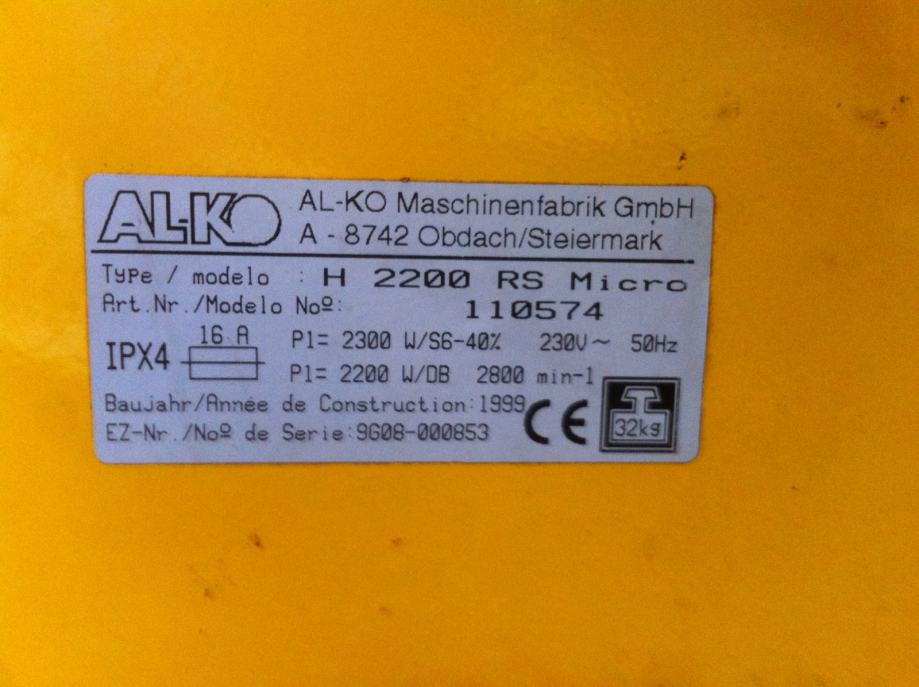 AL-KO AL-KO Maschinenfabrik GmbH
A - 8742 Obdach/Steiermark
Type / modelo : H 2200 RS Micro
Art.Nr./Modelo Noº: 110574
IPX4 16 A P1= 2300 W/S6-40% 230V~ 50Hz
P1= 2200 W/DB 2800 min-1
Baujahr/Année de Construction:1999 CE
EZ-Nr./Noº de Serie:9G08-000853 32kg